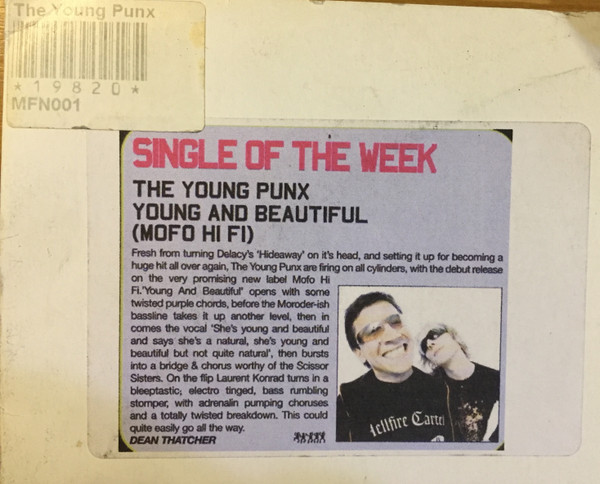 The Young Punx
*19820*
MFN001
SINGLE OF THE WEEK
THE YOUNG PUNX
YOUNG AND BEAUTIFUL
(MOFO HI FI)
Fresh from turning Delacy's 'Hideaway' on it's head, and setting it up for becoming a
huge hit all over again, The Young Punx are firing on all cylinders, with the debut release
on the very promising new label Mofo Hi
Fi.'Young And Beautiful' opens with some
twisted purple chords, before the Moroder-ish
bassline takes it up another level, then in
comes the vocal 'She's young and beautiful
and says she's a natural, she's young and
beautiful but not quite natural', then bursts
into a bridge & chorus worthy of the Scissor
Sisters. On the flip Laurent Konrad turns in a
bleeptastic; electro tinged, bass rumbling
stomper, with adrenalin pumping choruses
and a totally twisted breakdown. This could
quite easily go all the way.
DEAN THATCHER
Hellfire Cartel